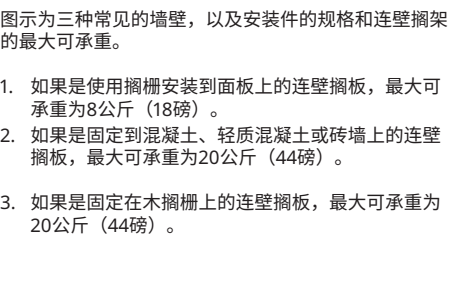 图示为三种常见的墙壁，以及安装件的规格和连壁搁架
的最大可承重。
1. 如果是使用搁栅安装到面板上的连壁搁板，最大可
承重为8公斤（18磅）。
2. 如果是固定到混凝土、轻质混凝土或砖墙上的连壁
搁板，最大可承重为20公斤（44磅）。
3. 如果是固定在木搁栅上的连壁搁板，最大可承重为
20公斤（44磅）。